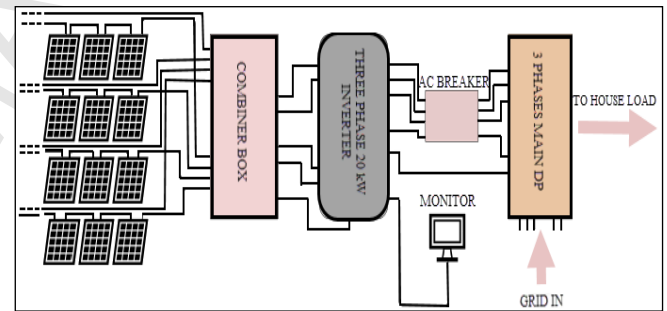 COMBINER BOX
THREE PHASE 20 kW
INVERTER
AC BREAKER
3 PHASES MAIN DP
TO HOUSE LOAD
MONITOR
GRID IN